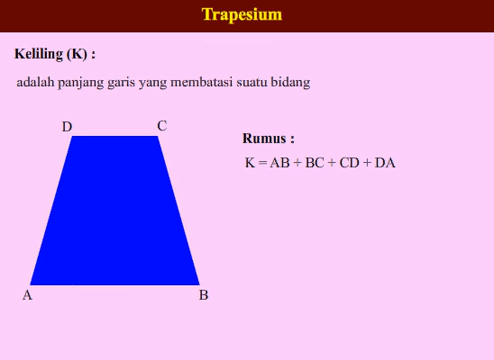 Trapesium
Keliling (K) :
adalah panjang garis yang membatasi suatu bidang
D
C
Rumus :
K = AB + BC + CD + DA
A
B